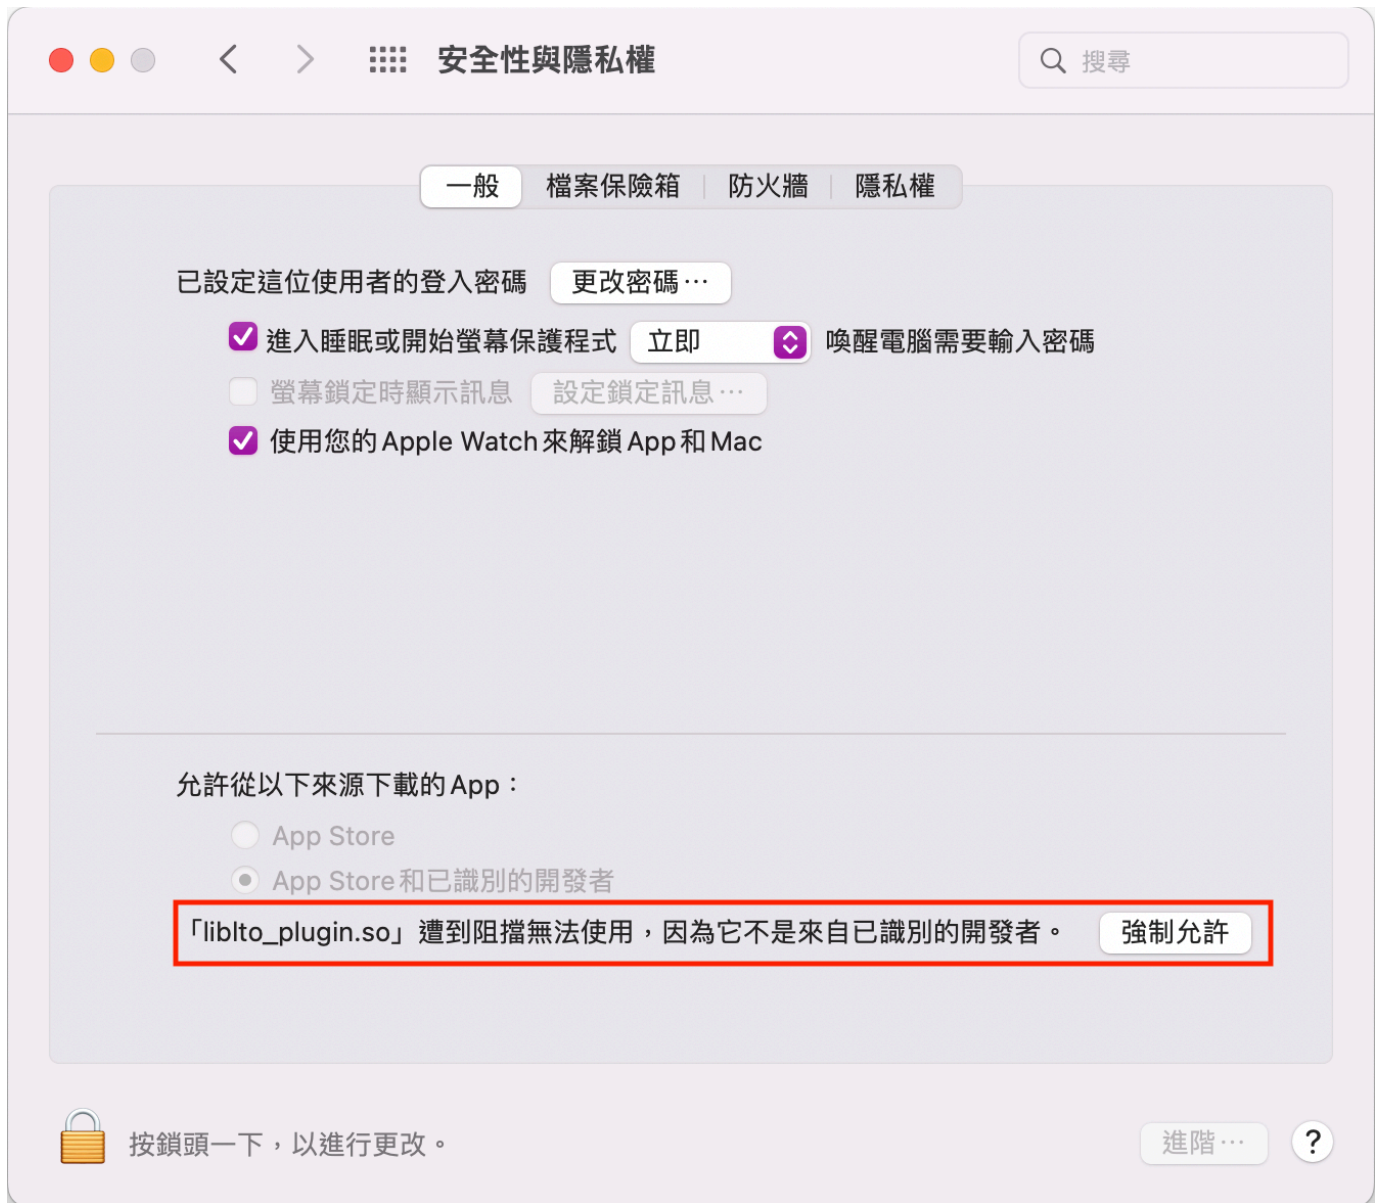 安全性與隱私權
搜尋
一般 檔案保險箱 防火牆 隱私權
已設定這位使用者的登入密碼 更改密碼⋯
進入睡眠或開始螢幕保護程式 立即 喚醒電腦需要輸入密碼
螢幕鎖定時顯示訊息 設定鎖定訊息⋯
使用您的 Apple Watch 來解鎖 App 和 Mac
允許從以下來源下載的 App：
App Store
App Store 和已識別的開發者
「liblto_plugin.so」遭到阻擋無法使用，因為它不是來自已識別的開發者。 強制允許
按鎖頭一下，以進行更改。
進階⋯ ?